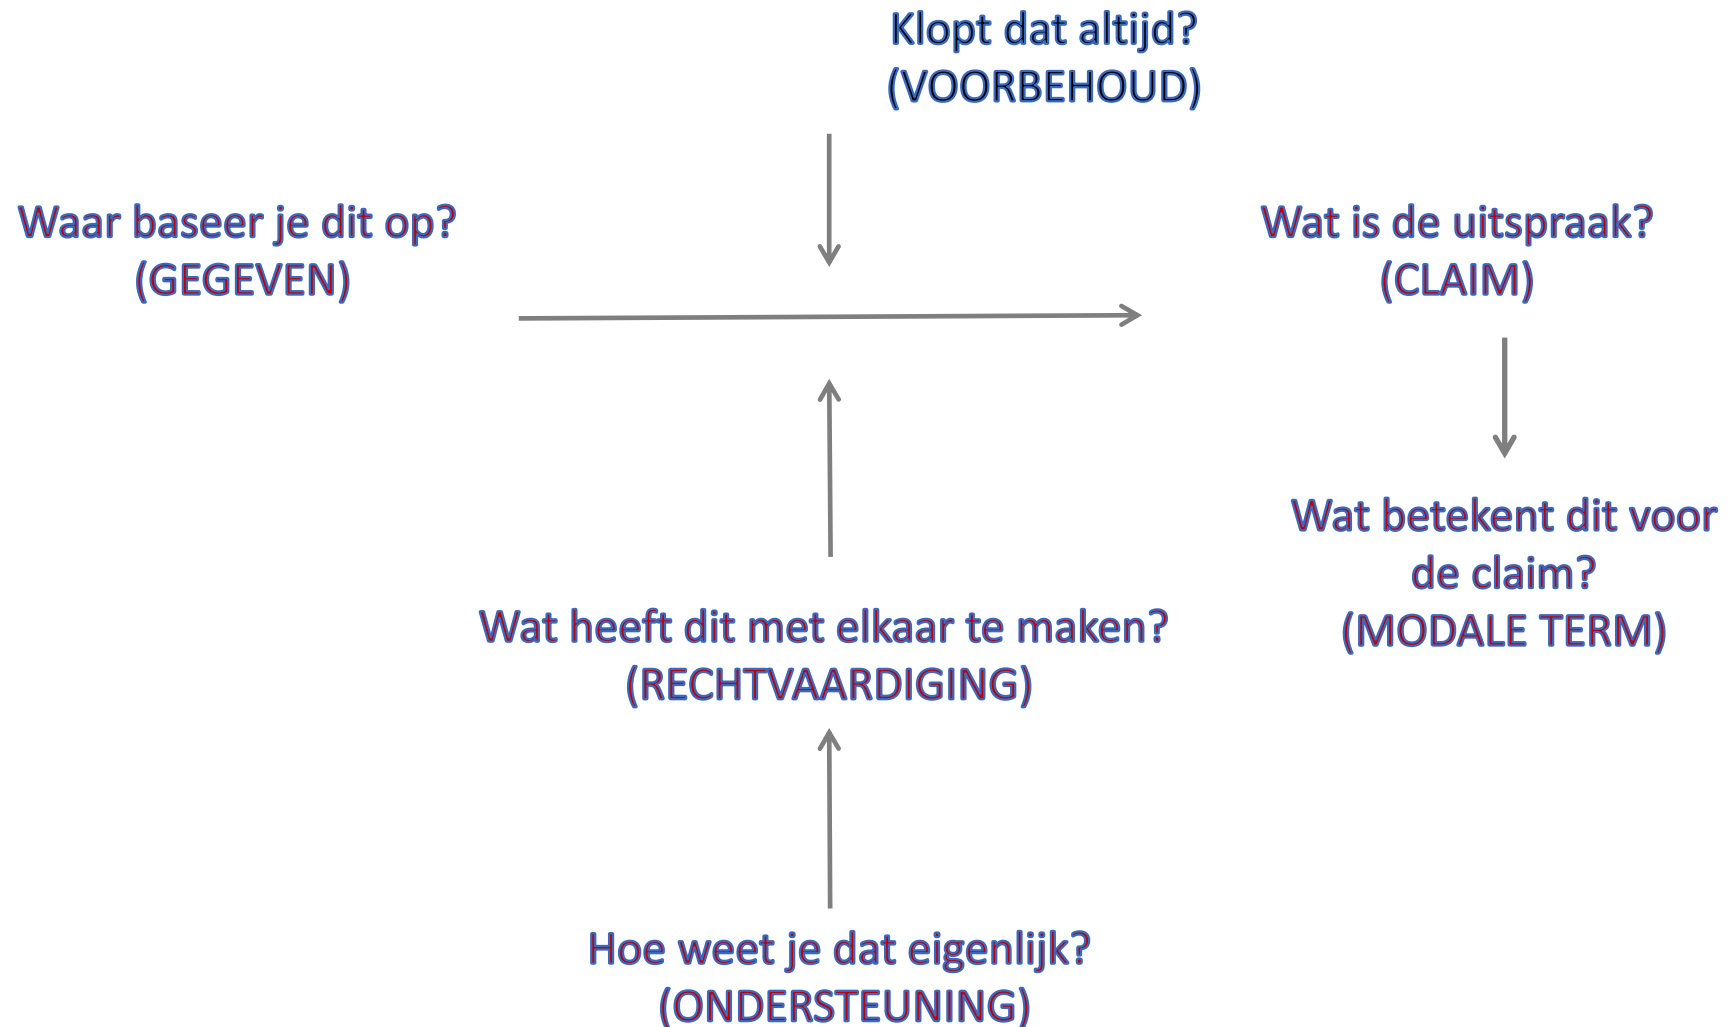 Klopt dat altijd?
(VOORBEHOUD)
Waar baseer je dit op?
(GEGEVEN)
Wat is de uitspraak?
(CLAIM)
Wat betekent dit voor
de claim?
(MODALE TERM)
Wat heeft dit met elkaar te maken?
(RECHTVAARDIGING)
Hoe weet je dat eigenlijk?
(ONDERSTEUNING)